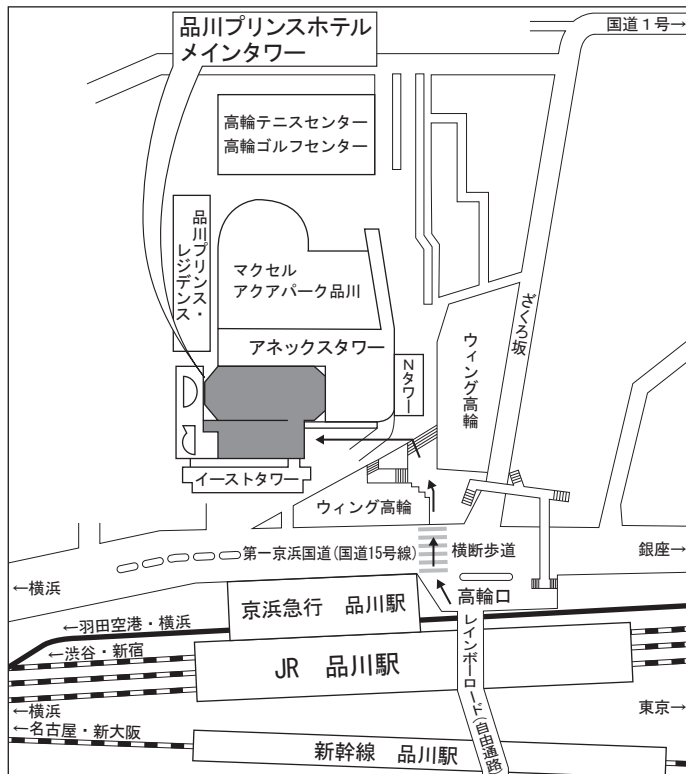 品川プリンスホテル
メインタワー
国道1号→
高輪テニスセンター
高輪ゴルフセンター
品川プリンス・
レジデンス
マクセル
アクアパーク品川
ざくろ坂
アネックスタワー
ウィング高輪
Nタワー
イーストタワー
ウィング高輪
第一京浜国道(国道15号線)
横断歩道
銀座→
←横浜
京浜急行 品川駅
高輪口
←羽田空港・横浜
←渋谷・新宿
JR 品川駅
レインボーロード(自由通路)
←横浜
東京→
←名古屋・新大阪
新幹線 品川駅